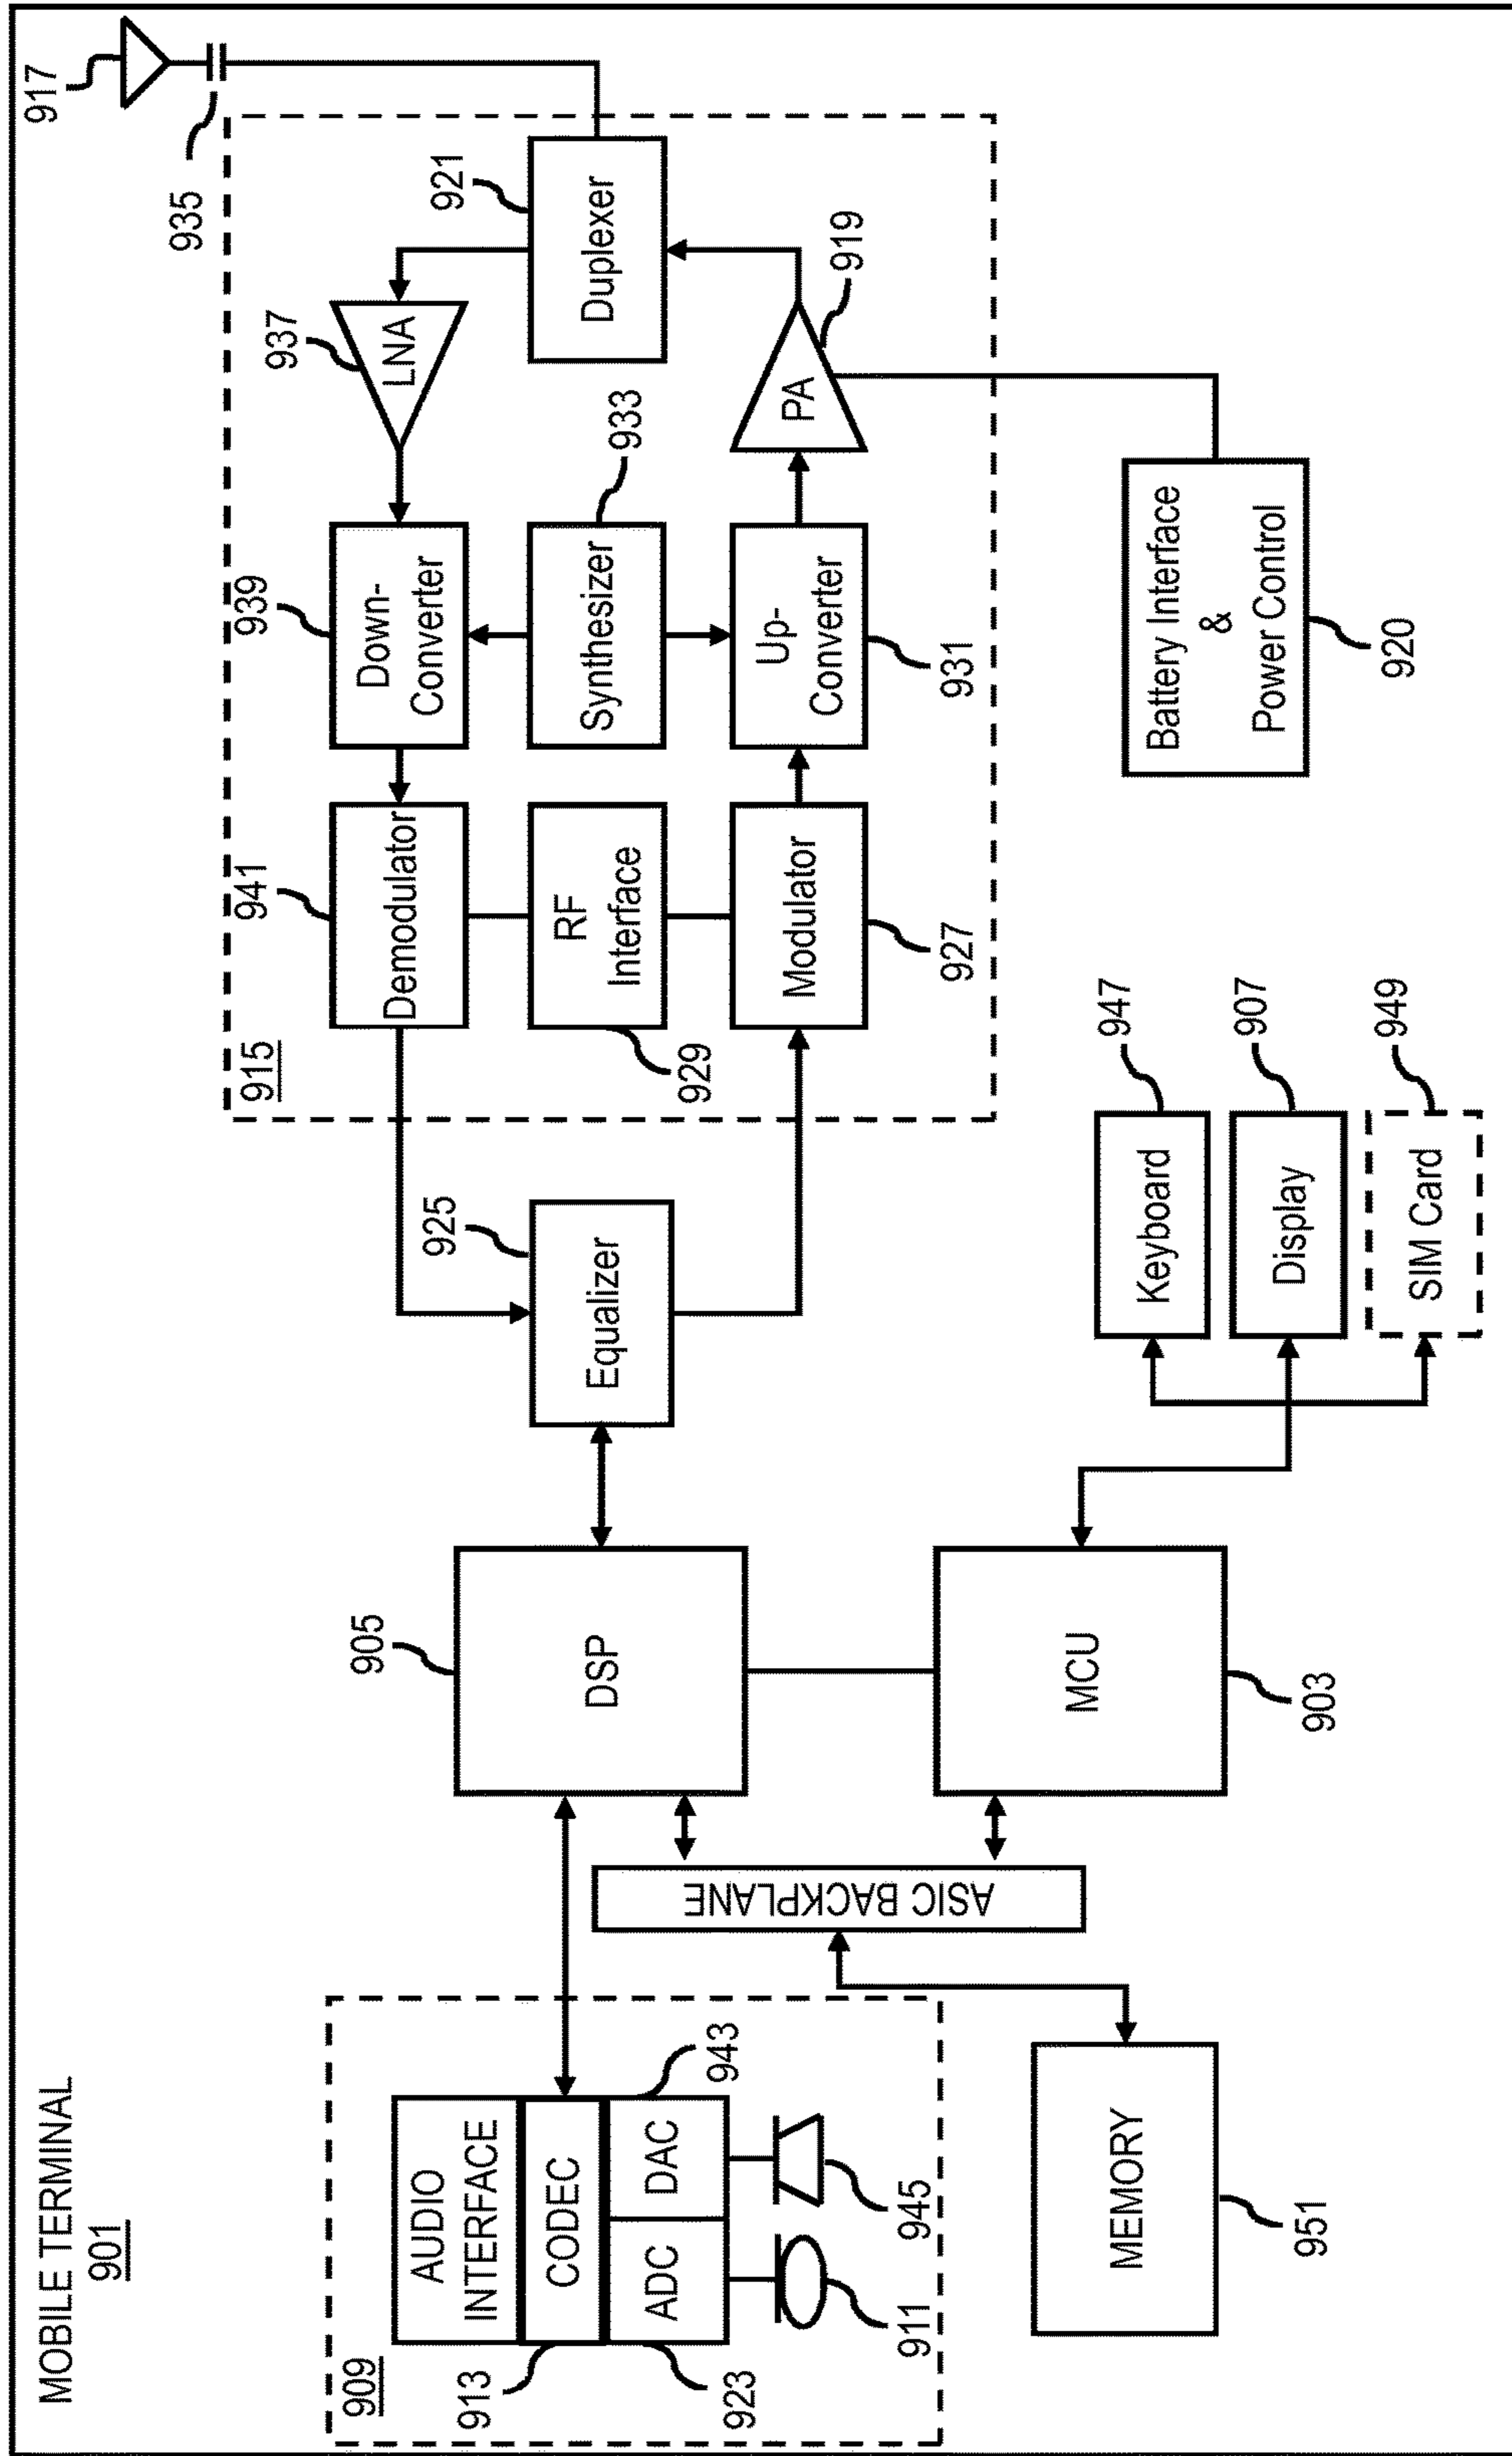 MOBILE TERMINAL
901
909
AUDIO
INTERFACE
CODEC
ADC
DAC
913
923
943
911
945
MEMORY
951
ASIC BACKPLANE
DSP
905
MCU
903
Equalizer
925
Keyboard
947
Display
907
SIM Card
949
915
Demodulator
941
RF
Interface
929
Modulator
927
Down-
Converter
939
Synthesizer
933
Up-
Converter
931
LNA
937
PA
919
Duplexer
921
935
917
Battery Interface
&
Power Control
920